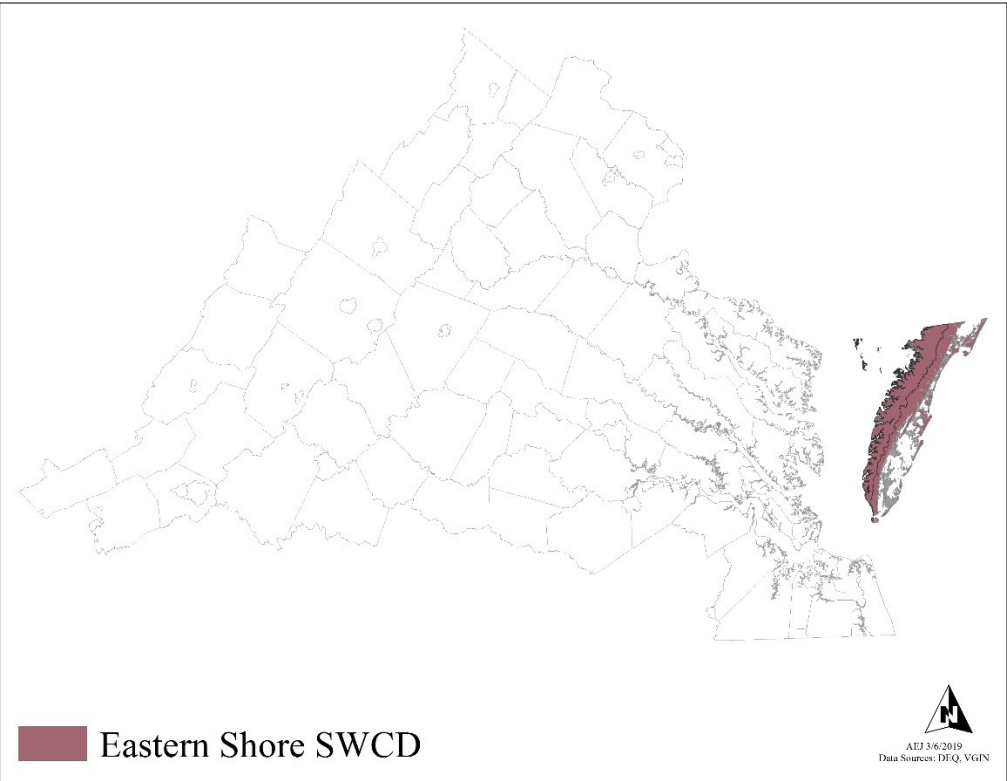 Eastern Shore SWCD
N
AEJ 3/6/2019
Data Sources: DEQ, VGIN